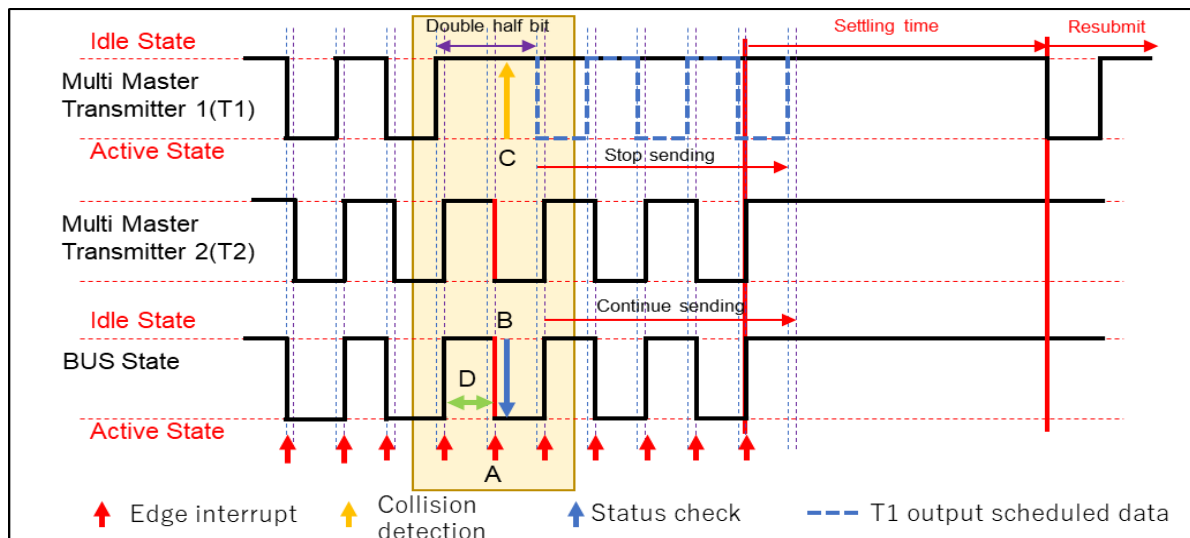 Double half bit
Settling time
Resubmit
Idle State
Multi Master
Transmitter 1(T1)
Active State
C
Stop sending
Multi Master
Transmitter 2(T2)
Continue sending
Idle State
B
BUS State
D
Active State
A
Edge interrupt
Collision
detection
Status check
T1 output scheduled data